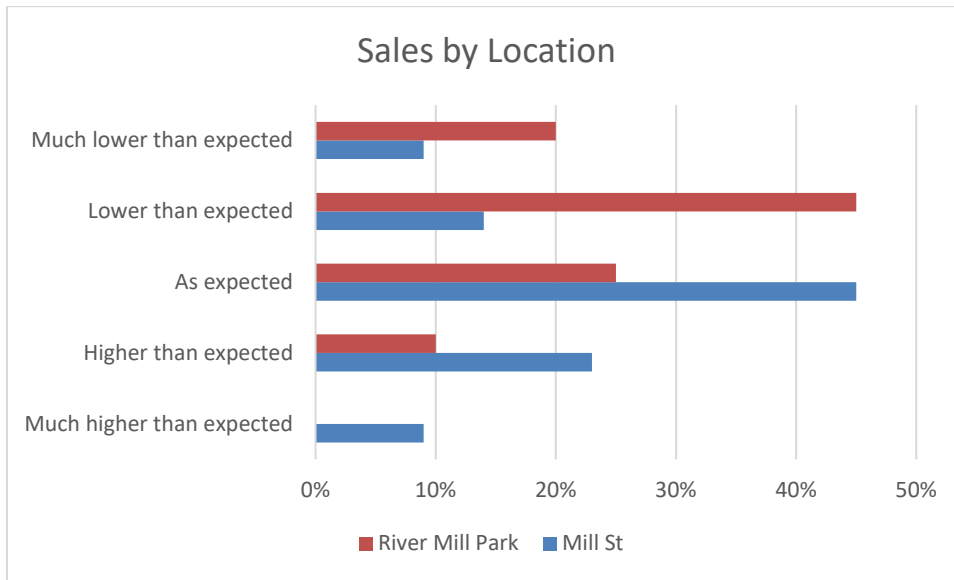 Sales by Location
Much lower than expected
Lower than expected
As expected
Higher than expected
Much higher than expected
0% 10% 20% 30% 40% 50%
River Mill Park Mill St